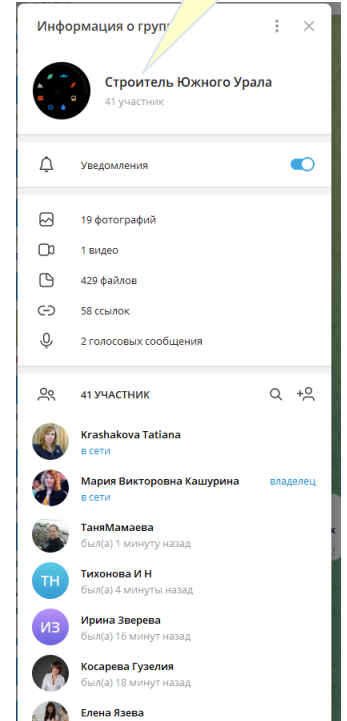 Информация о груп
Строитель Южного Урала
41 участник
Уведомления
19 фотографий
1 видео
429 файлов
58 ссылок
2 голосовых сообщения
41 УЧАСТНИК
Krashakova Tatiana
в сети
Мария Викторовна Кашурина владелец
в сети
ТаняМамаева
был(а) 1 минуту назад
ТН
Тихонова И Н
был(а) 4 минуты назад
ИЗ
Ирина Зверева
был(а) 16 минут назад
Косарева Гузелия
был(а) 18 минут назад
Елена Язева